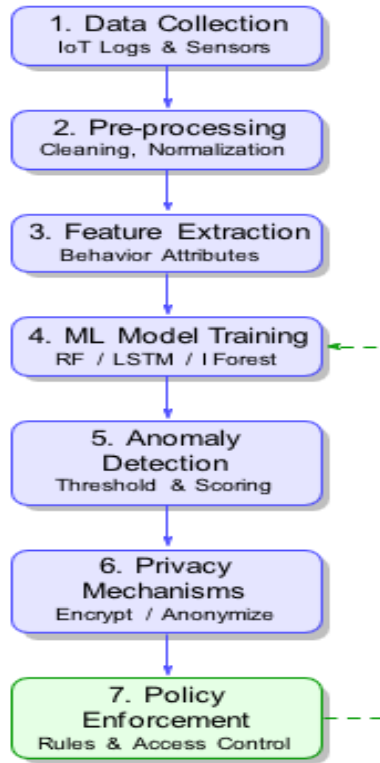 1. Data Collection
IoT Logs & Sensors
2. Pre-processing
Cleaning, Normalization
3. Feature Extraction
Behavior Attributes
4. ML Model Training
RF / LSTM / IForest
5. Anomaly
Detection
Threshold & Scoring
6. Privacy
Mechanisms
Encrypt / Anonymize
7. Policy
Enforcement
Rules & Access Control